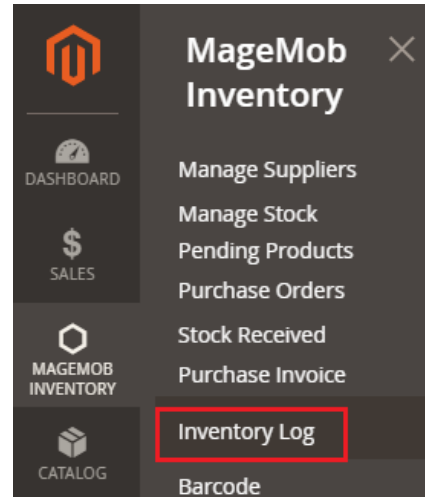 MageMob
Inventory
DASHBOARD
SALES
MAGEMOB
INVENTORY
CATALOG
Manage Suppliers
Manage Stock
Pending Products
Purchase Orders
Stock Received
Purchase Invoice
Inventory Log
Barcode